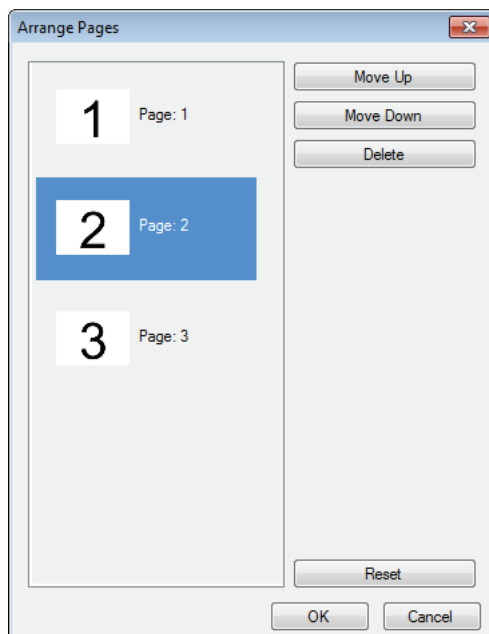 Arrange Pages
1 Page: 1
2 Page: 2
3 Page: 3
Move Up
Move Down
Delete
Reset
OK Cancel